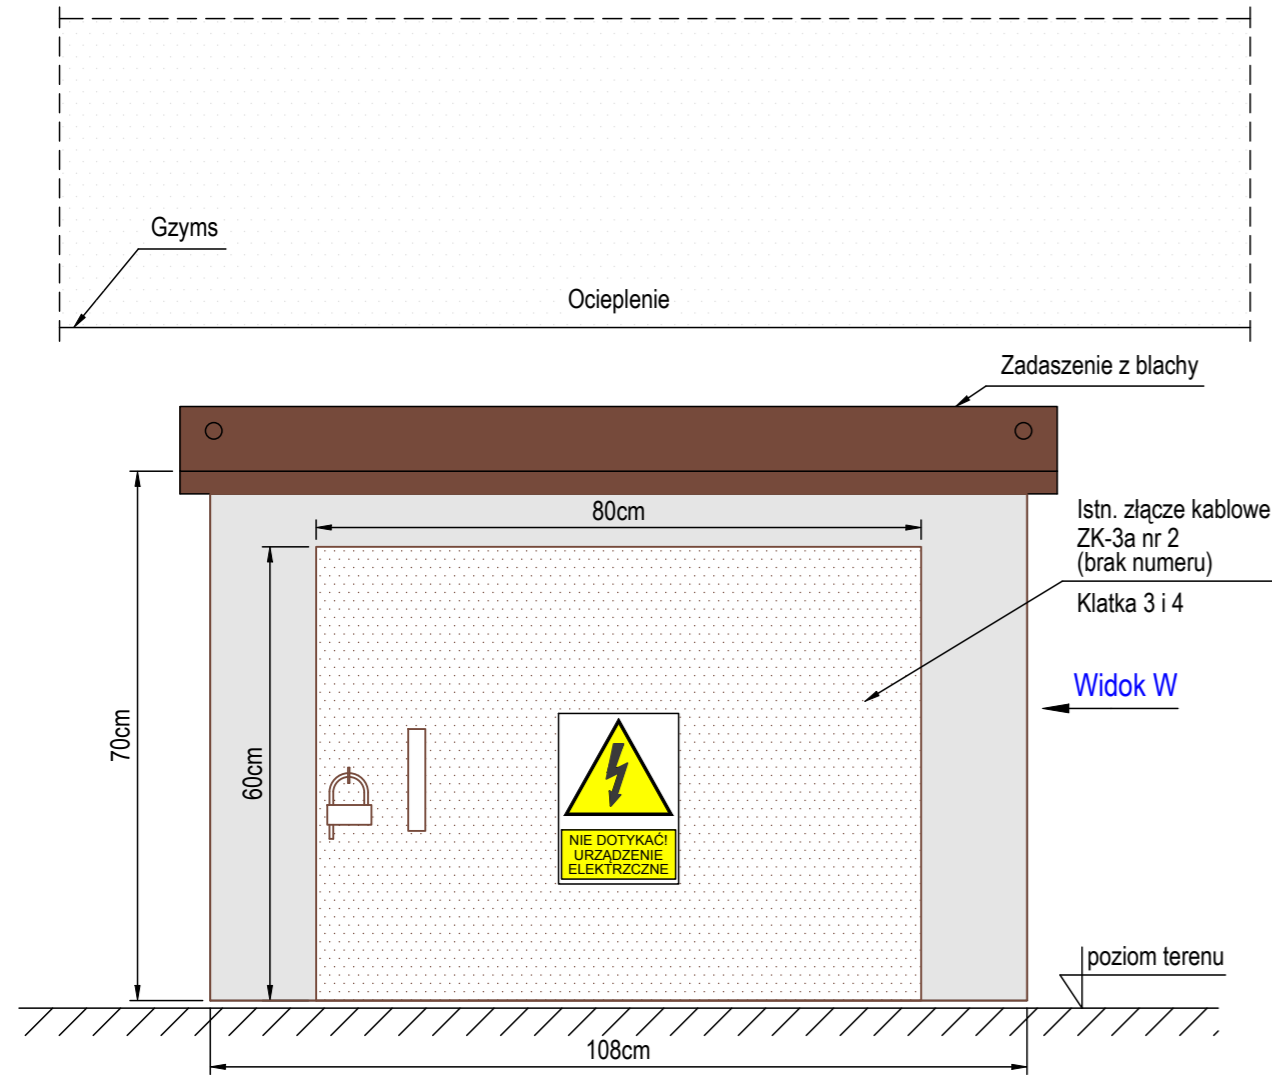 Gzyms
Ocieplenie
Zadaszenie z blachy
80cm
Istn. złącze kablowe
ZK-3a nr 2
(brak numeru)
Klatka 3 i 4
Widok W
70cm
60cm
NIE DOTYKAĆ!
URZĄDZENIE
ELEKTRZCZNE
poziom terenu
108cm